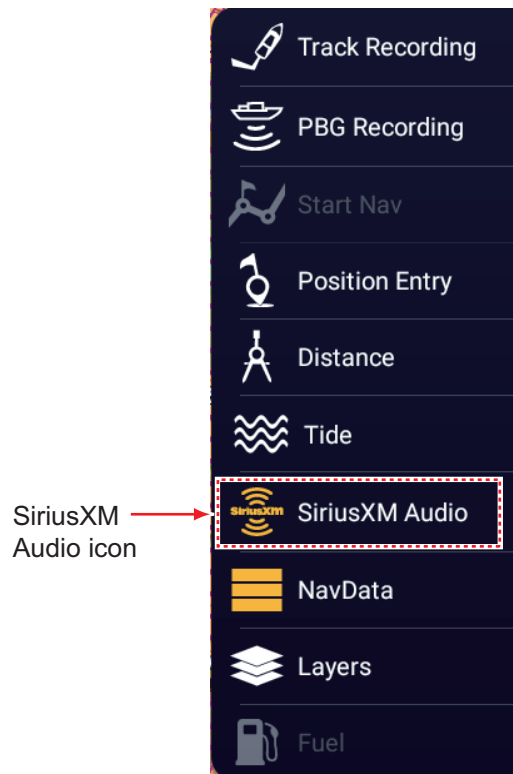 Track Recording
PBG Recording
Start Nav
Position Entry
Distance
Tide
SiriusXM
Audio icon
SiriusXM
SiriusXM Audio
NavData
Layers
Fuel